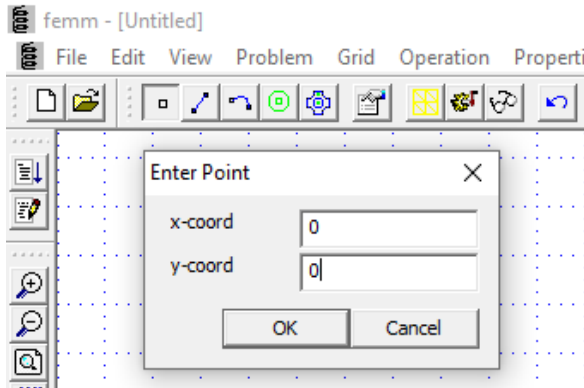 femm - [Untitled]
File Edit View Problem Grid Operation Properti
Enter Point
x-coord 0
y-coord 0
OK Cancel